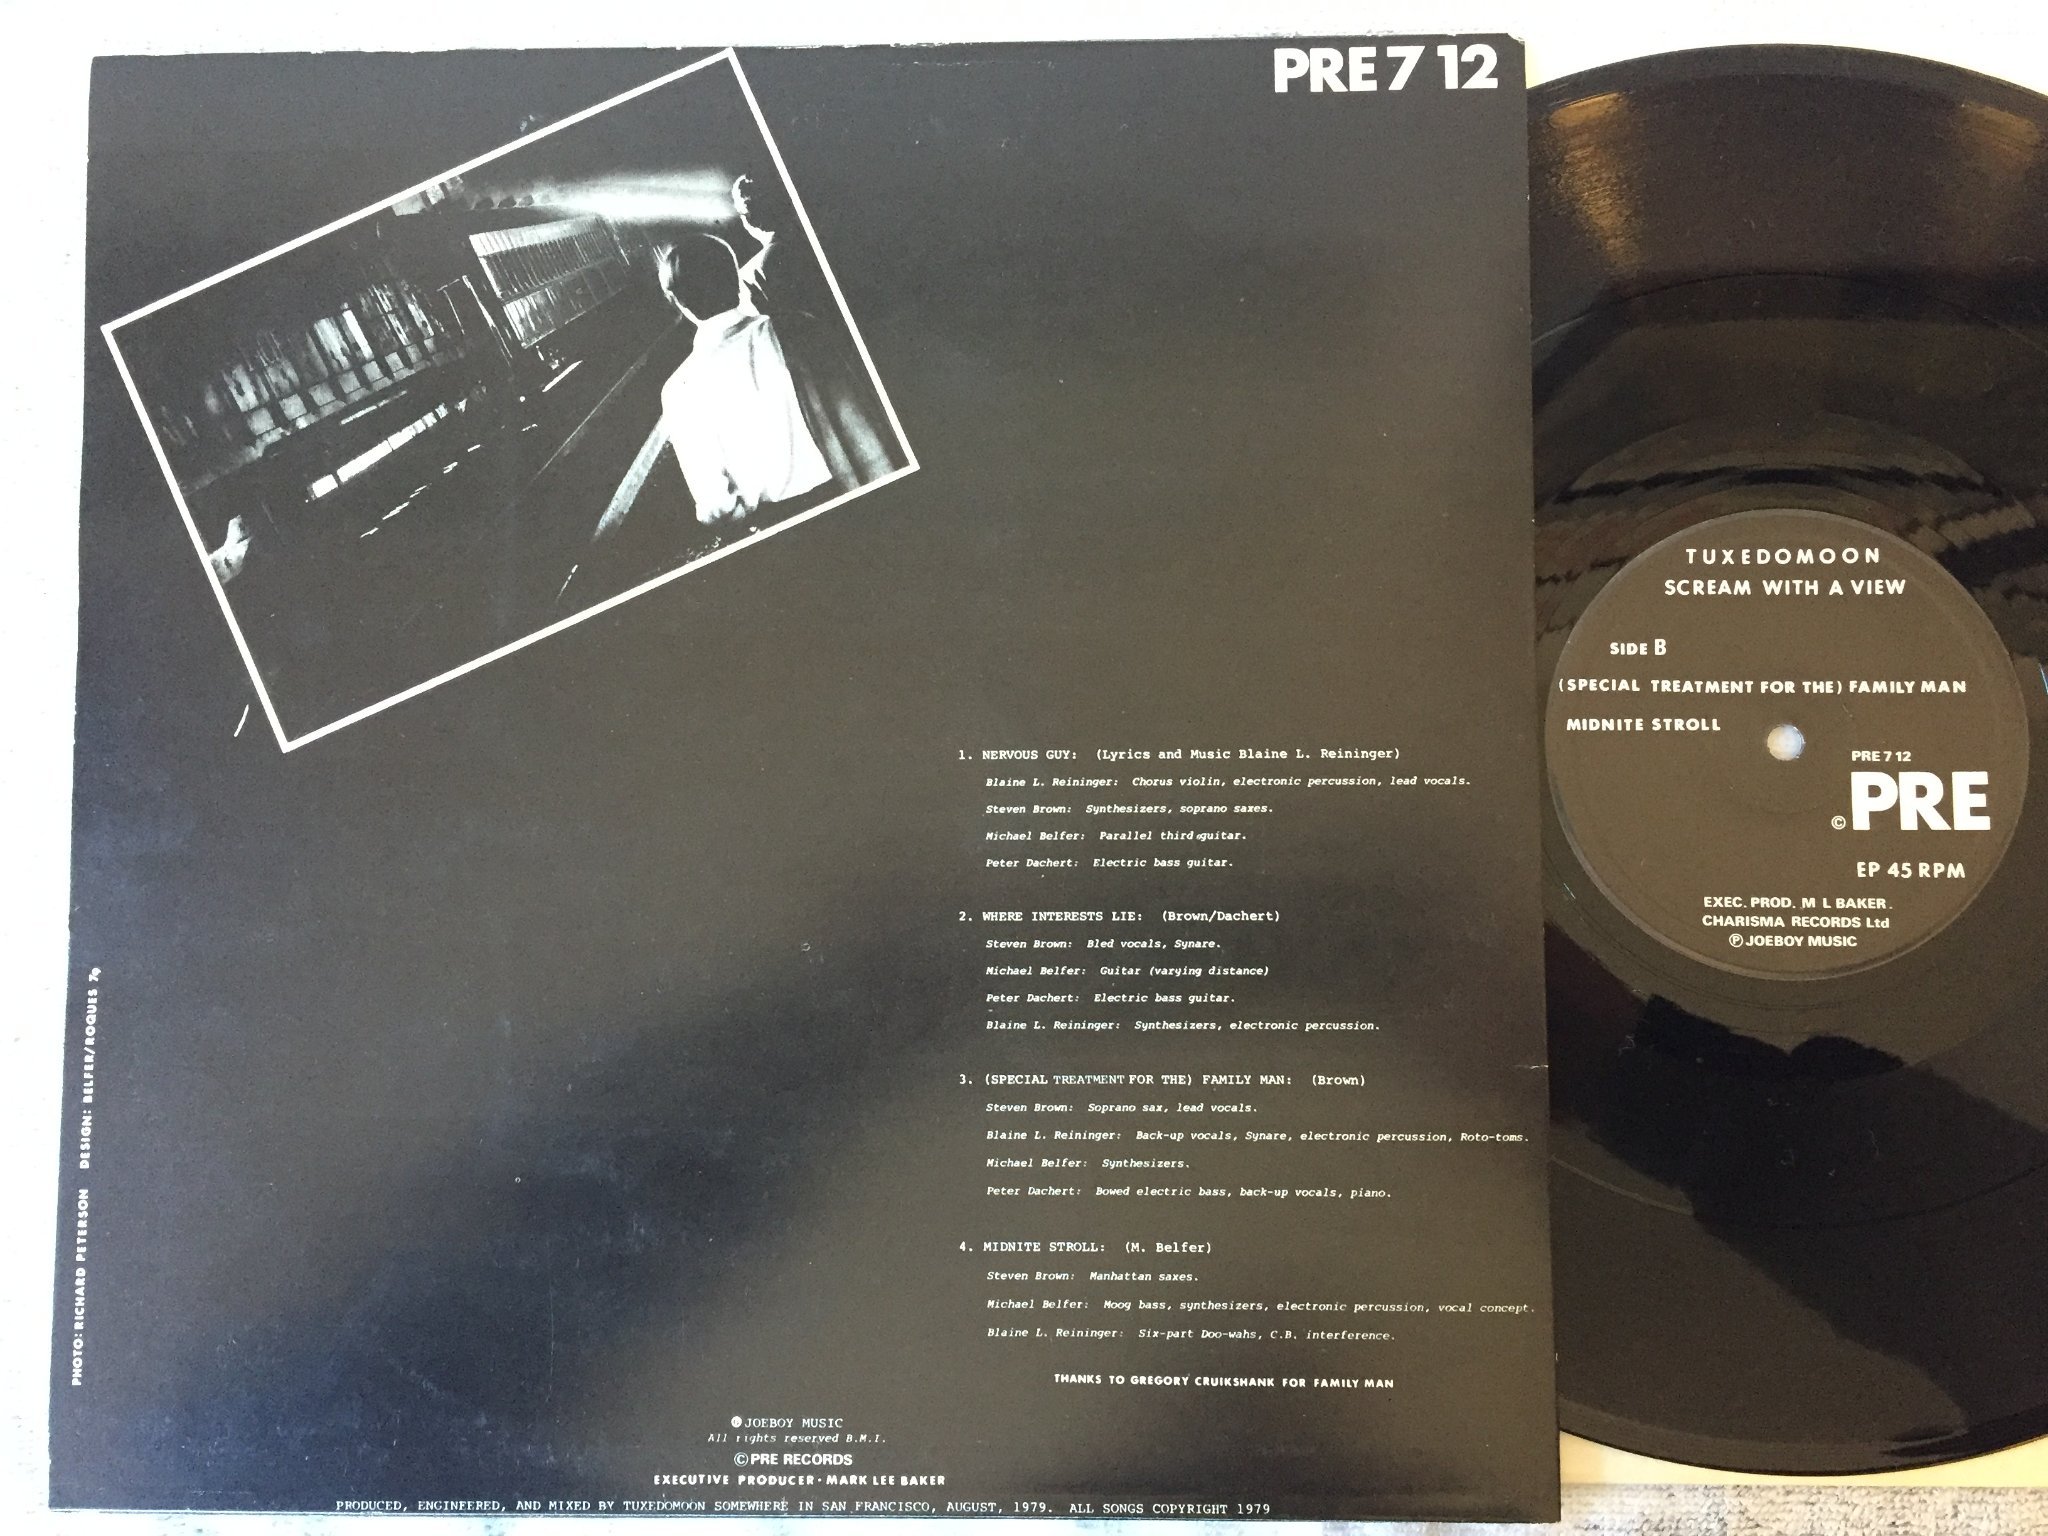 PRE 7 12
1. NERVOUS GUY: (Lyrics and Music Blaine L. Reininger)
Blaine L. Reininger: Chorus violin, electronic percussion, lead vocals.
Steven Brown: Synthesizers, soprano saxes.
Michael Belfer: Parallel third guitar.
Peter Dachert: Electric bass guitar.
2. WHERE INTERESTS LIE: (Brown/Dachert)
Steven Brown: Bled vocals, Synare.
Michael Belfer: Guitar (varying distance)
Peter Dachert: Electric bass guitar.
Blaine L. Reininger: Synthesizers, electronic percussion.
3. (SPECIAL TREATMENT FOR THE) FAMILY MAN: (Brown)
Steven Brown: Soprano sax, lead vocals.
Blaine L. Reininger: Back-up vocals, Synare, electronic percussion, Roto-toms.
Michael Belfer: Synthesizers.
Peter Dachert: Bowed electric bass, back-up vocals, piano.
4. MIDNITE STROLL: (M. Belfer)
Steven Brown: Manhattan saxes.
Michael Belfer: Moog bass, synthesizers, electronic percussion, vocal concept.
Blaine L. Reininger: Six-part Doo-wahs, C.B. interference.
THANKS TO GREGORY CRUIKSHANK FOR FAMILY MAN
PHOTO: RICHARD PETERSON DESIGN: BELFER/ROQUES 79
℗ JOEBOY MUSIC
All rights reserved B.M.I.
© PRE RECORDS
EXECUTIVE PRODUCER · MARK LEE BAKER
PRODUCED, ENGINEERED, AND MIXED BY TUXEDOMOON SOMEWHERE IN SAN FRANCISCO, AUGUST, 1979. ALL SONGS COPYRIGHT 1979
TUXEDOMOON
SCREAM WITH A VIEW
SIDE B
(SPECIAL TREATMENT FOR THE) FAMILY MAN
MIDNITE STROLL
PRE 7 12
© PRE
EP 45 RPM
EXEC. PROD. M L BAKER.
CHARISMA RECORDS Ltd
℗ JOEBOY MUSIC